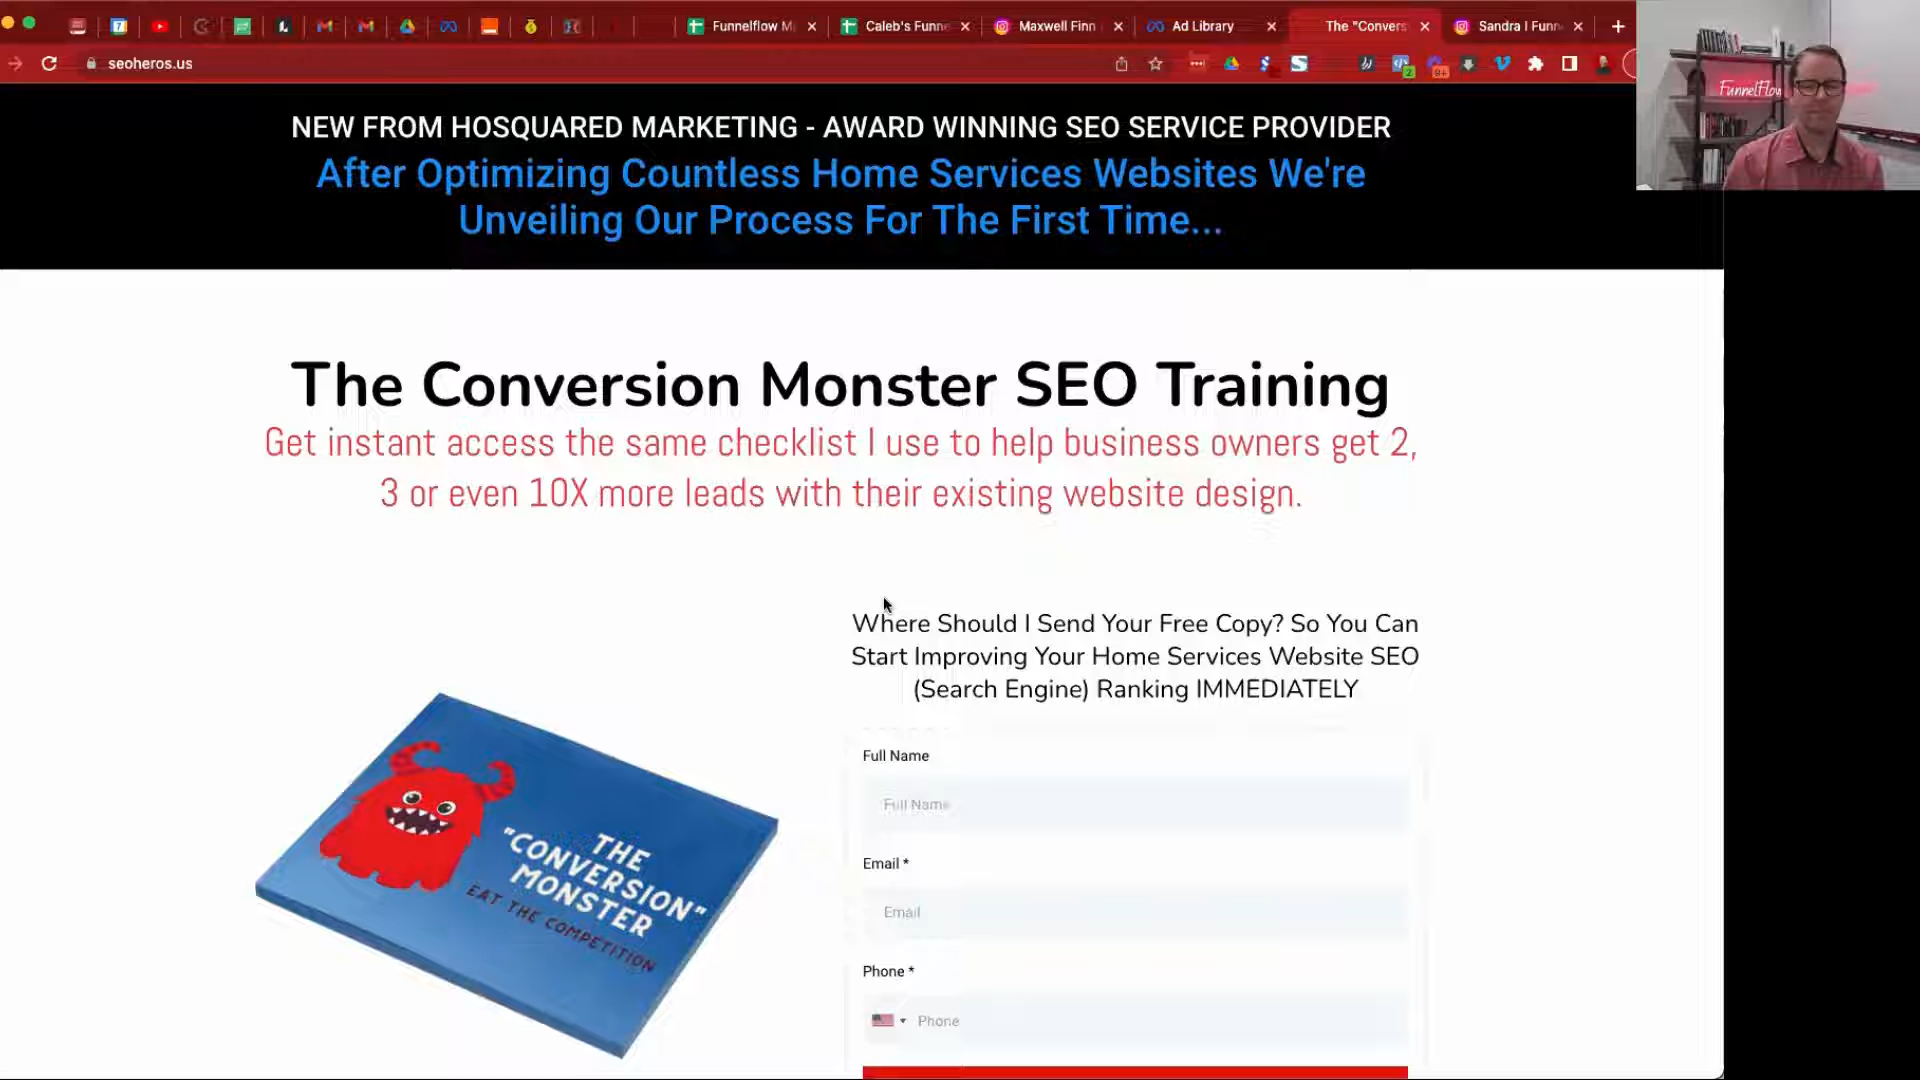 Funnelflow M
Caleb's Funne
Maxwell Finn
Ad Library
The "Convers
Sandra | Funn
seoheros.us
FunnelFlow
NEW FROM HOSQUARED MARKETING - AWARD WINNING SEO SERVICE PROVIDER
After Optimizing Countless Home Services Websites We're
Unveiling Our Process For The First Time...
The Conversion Monster SEO Training
Get instant access the same checklist I use to help business owners get 2,
3 or even 10X more leads with their existing website design.
Where Should I Send Your Free Copy? So You Can
Start Improving Your Home Services Website SEO
(Search Engine) Ranking IMMEDIATELY
THE
"CONVERSION"
MONSTER
EAT THE COMPETITION
Full Name
Full Name
Email *
Email
Phone *
Phone